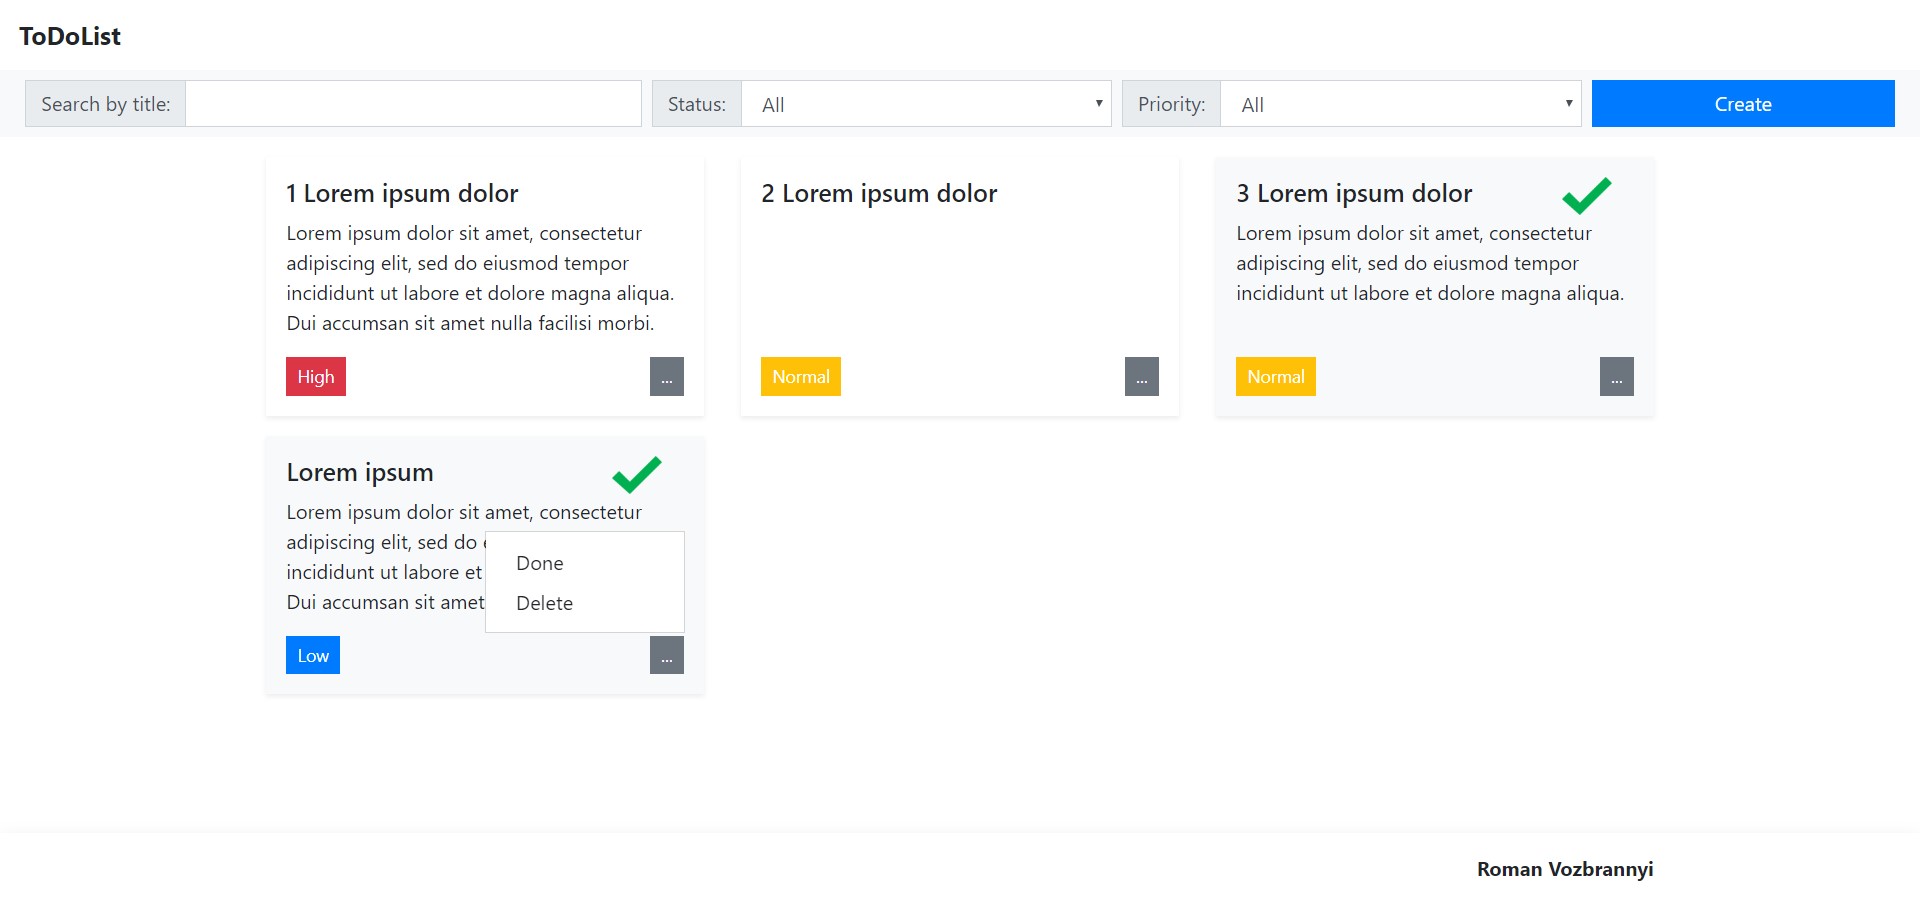 ToDoList
Search by title:
Status: All
Priority: All
Create
1 Lorem ipsum dolor
Lorem ipsum dolor sit amet, consectetur
adipiscing elit, sed do eiusmod tempor
incididunt ut labore et dolore magna aliqua.
Dui accumsan sit amet nulla facilisi morbi.
High
...
2 Lorem ipsum dolor
Normal
...
3 Lorem ipsum dolor
Lorem ipsum dolor sit amet, consectetur
adipiscing elit, sed do eiusmod tempor
incididunt ut labore et dolore magna aliqua.
Normal
...
Lorem ipsum
Lorem ipsum dolor sit amet, consectetur
adipiscing elit, sed do
incididunt ut labore et
Dui accumsan sit amet
Done
Delete
Low
...
Roman Vozbrannyi